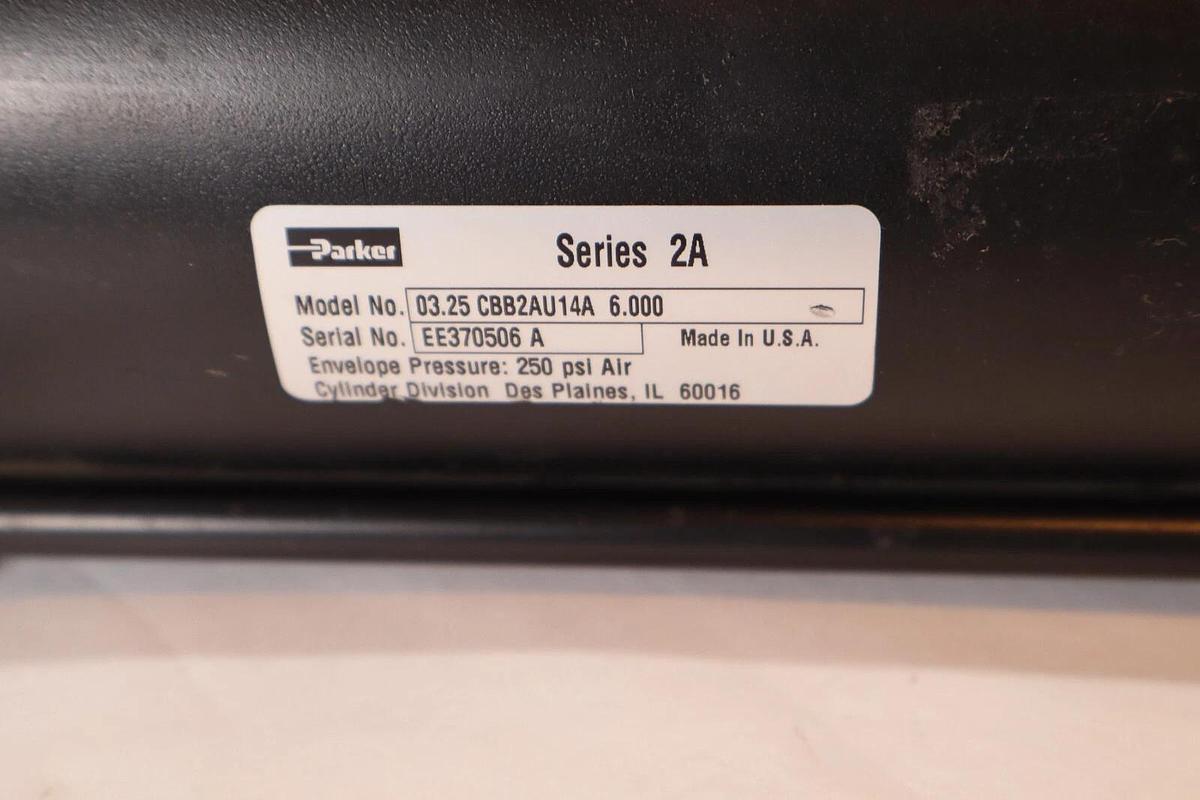 Parker
Series 2A
Model No. 03.25 CBB2AU14A 6.000
Serial No. EE370506 A Made In U.S.A.
Envelope Pressure: 250 psi Air
Cylinder Division Des Plaines, IL 60016